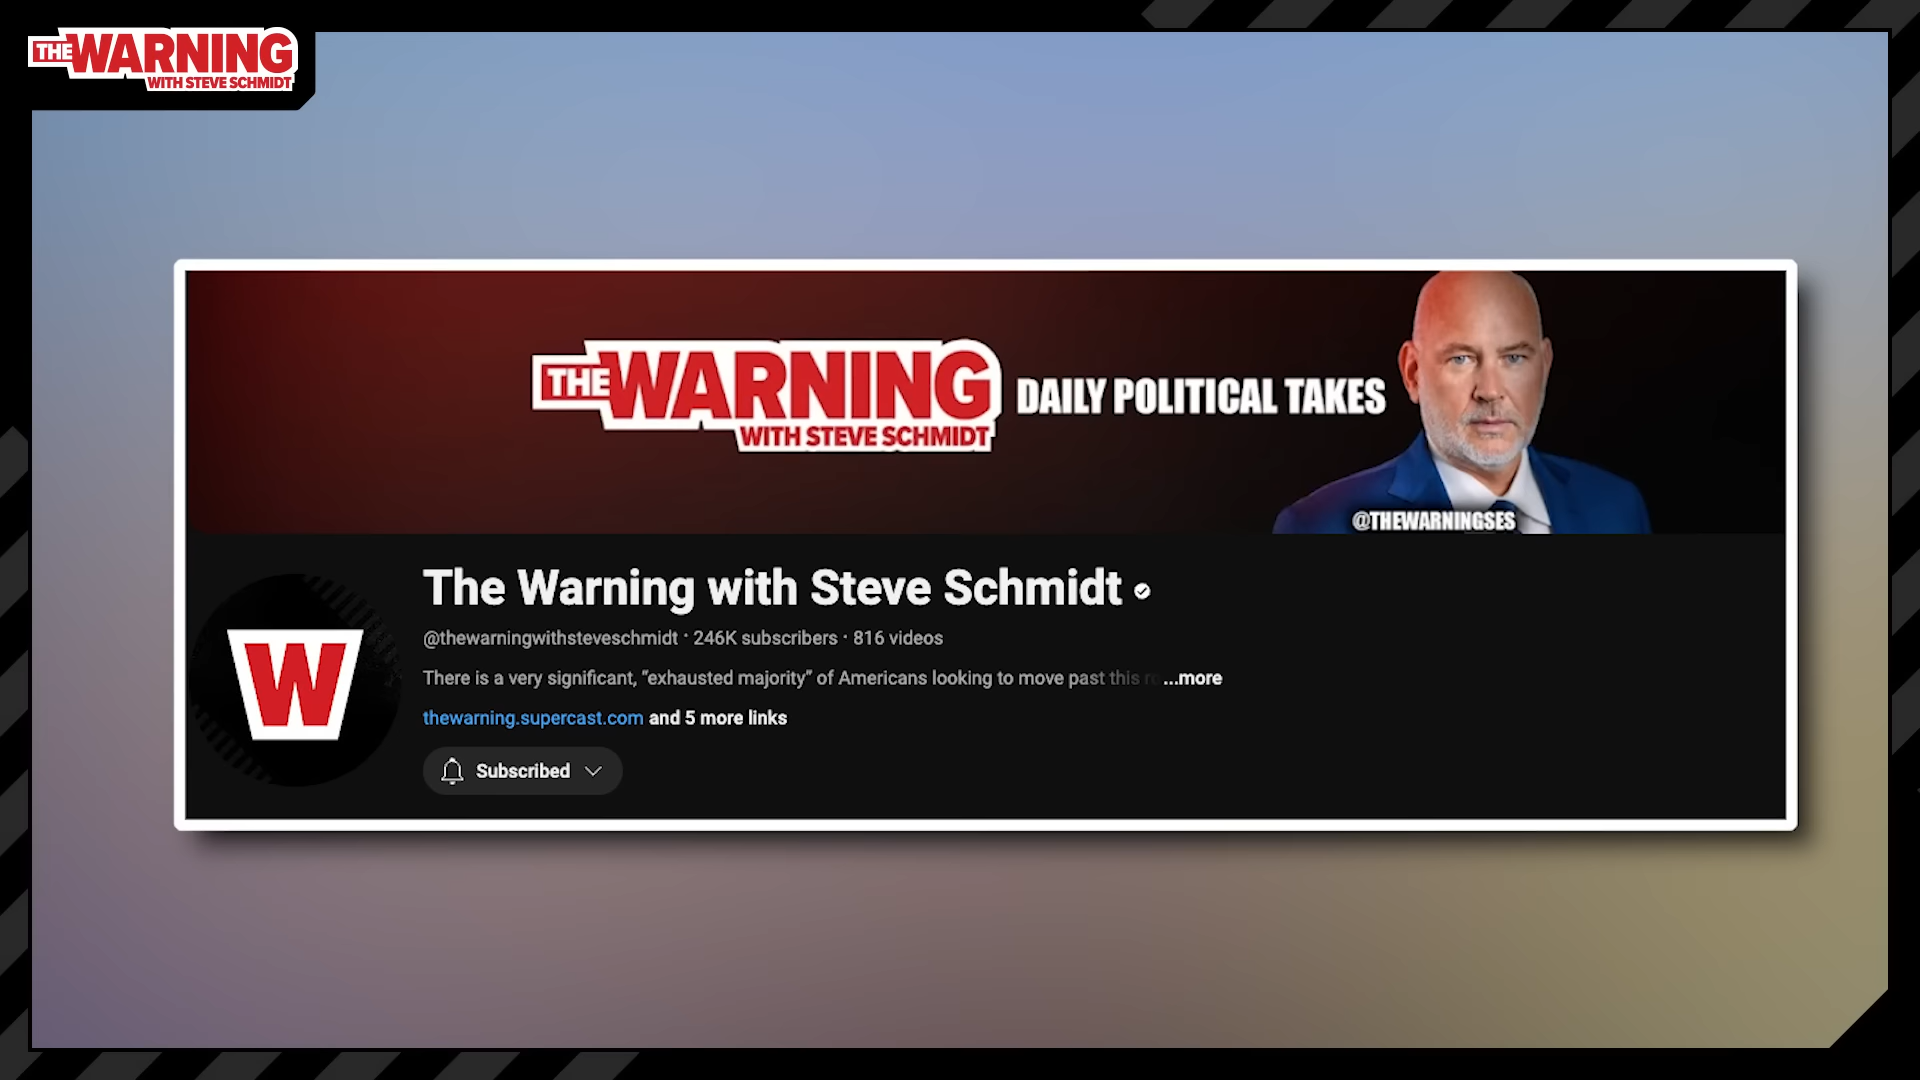 THE WARNING
WITH STEVE SCHMIDT
THE WARNING
WITH STEVE SCHMIDT
DAILY POLITICAL TAKES
@THEWARNINGSES
W
The Warning with Steve Schmidt
@thewarningwithsteveschmidt · 246K subscribers · 816 videos
There is a very significant, “exhausted majority” of Americans looking to move past this ...more
thewarning.supercast.com and 5 more links
Subscribed